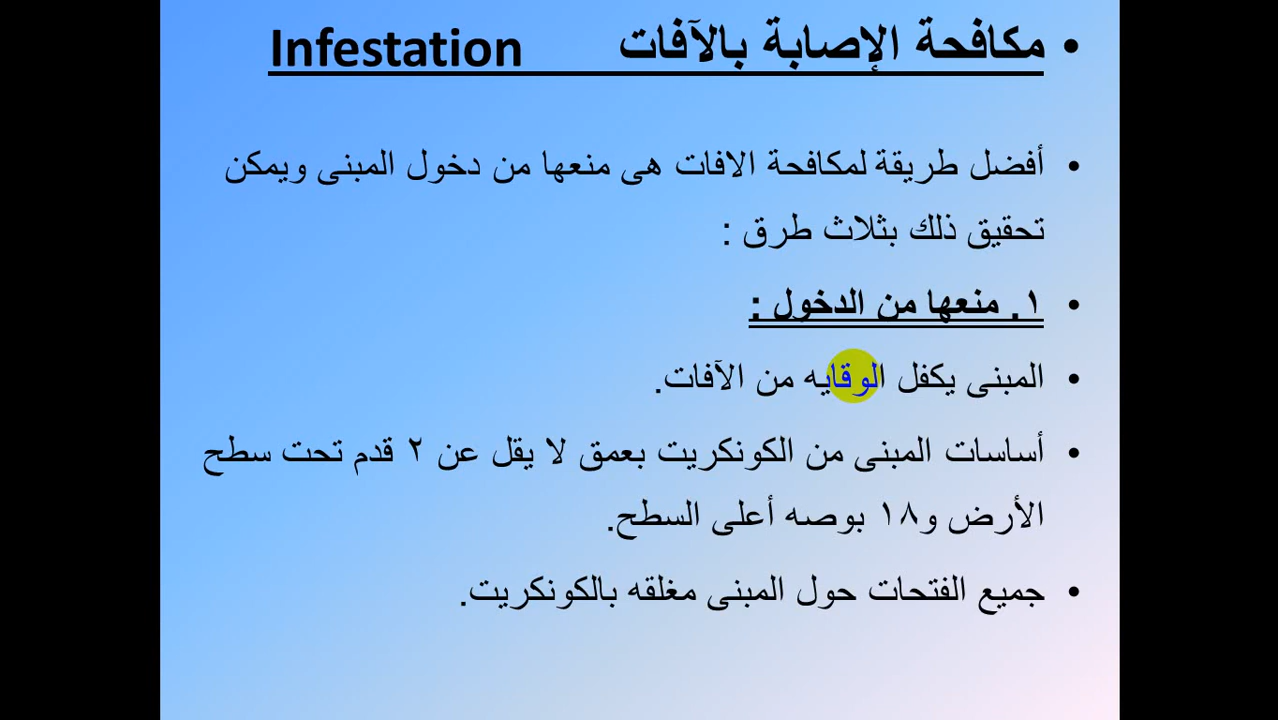 • مكافحة الإصابة بالآفات Infestation
• أفضل طريقة لمكافحة الافات هى منعها من دخول المبنى ويمكن
تحقيق ذلك بثلاث طرق :
• ١. منعها من الدخول :
• المبنى يكفل الوقايه من الآفات.
• أساسات المبنى من الكونكريت بعمق لا يقل عن ٢ قدم تحت سطح
الأرض و١٨ بوصه أعلى السطح.
• جميع الفتحات حول المبنى مغلقه بالكونكريت.